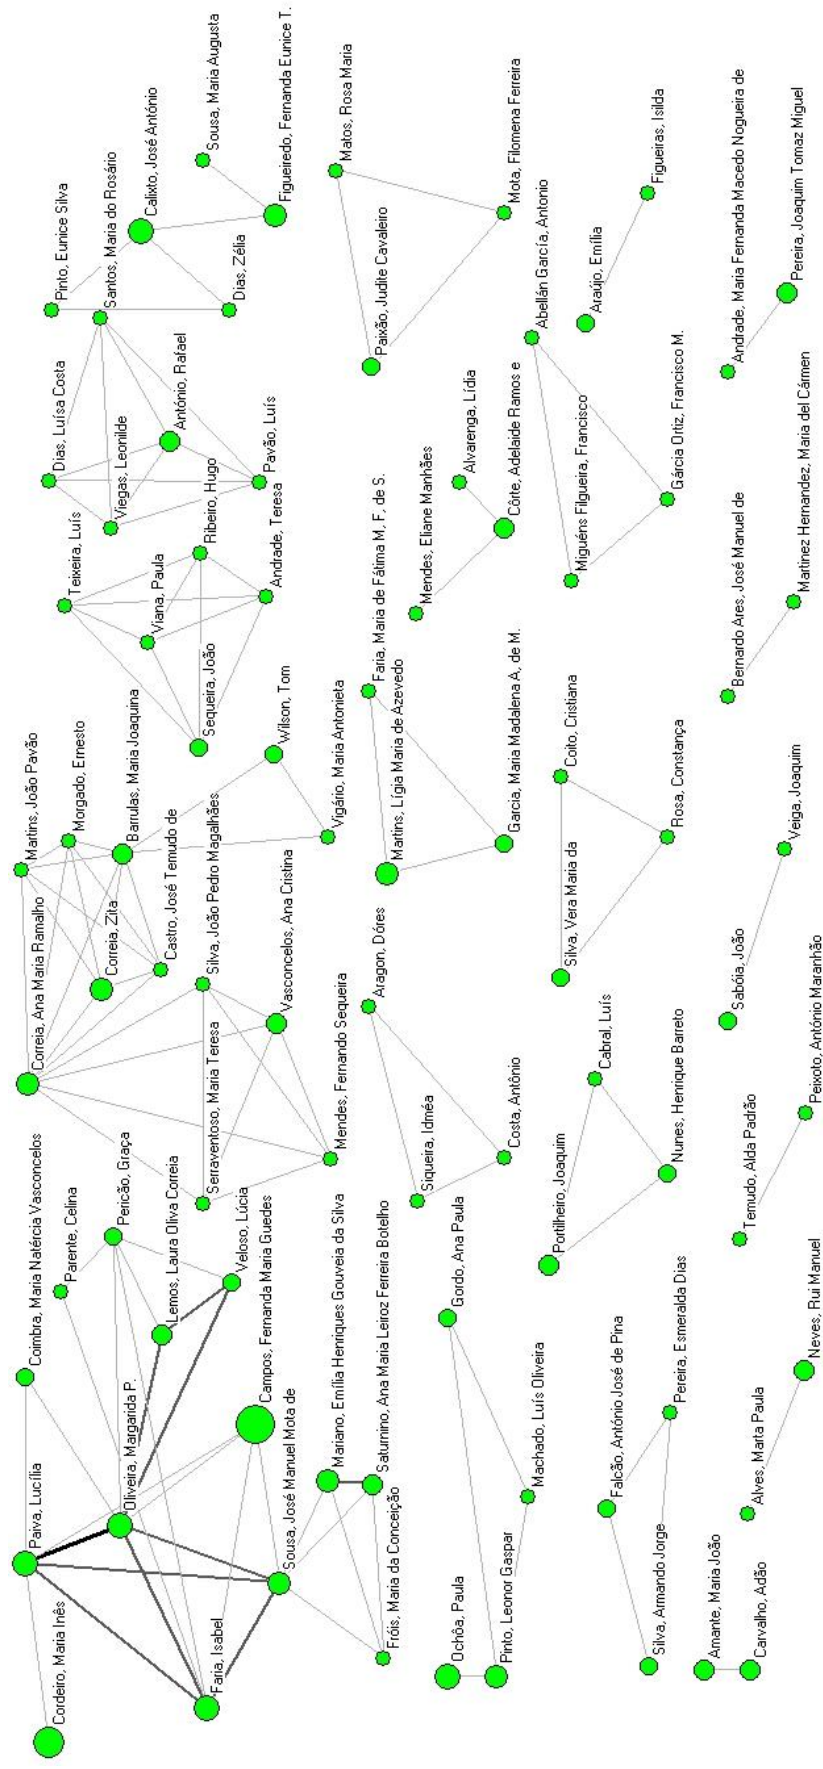 Cordeiro, Maria Inês
Paiva, Lucília
Coimbra, Maria Natércia Vasconcelos
Parente, Celina
Pericão, Graça
Lemos, Laura Oliva Correia
Veloso, Lúcia
Oliveira, Margarida P.
Campos, Fernanda Maria Guedes
Faria, Isabel
Sousa, José Manuel Mota de
Mariano, Emília Henriques Gouveia da Silva
Saturnino, Ana Maria Leiroz Ferreira Botelho
Fróis, Maria da Conceição
Correia, Ana Maria Ramalho
Martins, João Pavão
Morgado, Ernesto
Barrulas, Maria Joaquina
Correia, Zita
Castro, José Temudo de
Silva, João Pedro Magalhães
Serraventoso, Maria Teresa
Vasconcelos, Ana Cristina
Mendes, Fernando Sequeira
Wilson, Tom
Vigário, Maria Antonieta
Teixeira, Luís
Viana, Paula
Ribeiro, Hugo
Sequeira, João
Andrade, Teresa
Dias, Luísa Costa
Viegas, Leonilde
António, Rafael
Pavão, Luís
Santos, Maria do Rosário
Pinto, Eunice Silva
Calixto, José António
Dias, Zélia
Sousa, Maria Augusta
Figueiredo, Fernanda Eunice T.
Ochôa, Paula
Pinto, Leonor Gaspar
Gordo, Ana Paula
Machado, Luís Oliveira
Siqueira, Idméa
Aragon, Dóres
Costa, Antônio
Martins, Lígia Maria de Azevedo
Faria, Maria de Fátima M, F, de S.
Garcia, Maria Madalena A, de M.
Mendes, Eliane Manhães
Alvarenga, Lídia
Côrte, Adelaide Ramos e
Paixão, Judite Cavaleiro
Matos, Rosa Maria
Mota, Filomena Ferreira
Silva, Armando Jorge
Falcão, António José de Pina
Pereira, Esmeralda Dias
Portilheiro, Joaquim
Cabral, Luís
Nunes, Henrique Barreto
Silva, Vera Maria da
Coito, Cristiana
Rosa, Constança
Miguéns Filgueira, Francisco
Abellán García, Antonio
Gárcia Ortiz, Francisco M.
Araújo, Emília
Figueiras, Isilda
Amante, Maria João
Carvalho, Adão
Alves, Marta Paula
Neves, Rui Manuel
Temudo, Alda Padrão
Peixoto, António Maranhão
Sabóia, João
Veiga, Joaquim
Bernardo Ares, José Manuel de
Martinez Hernandez, Maria del Cármen
Andrade, Maria Fernanda Macedo Nogueira de
Pereira, Joaquim Tomaz Miguel